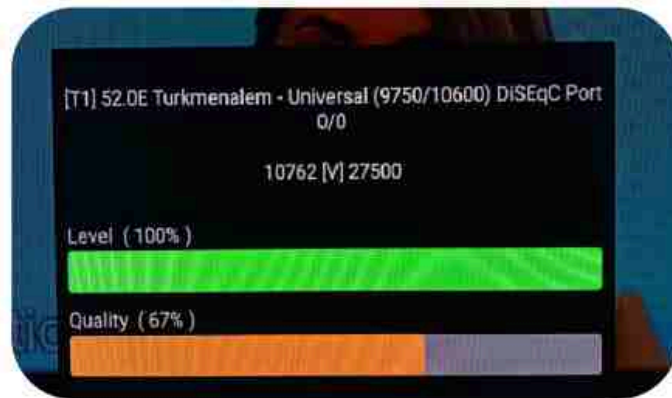 [T1] 52.0E Turkmenalem - Universal (9750/10600) DiSEqC Port
0/0
10762 [V] 27500
Level ( 100% )
Quality ( 67% )